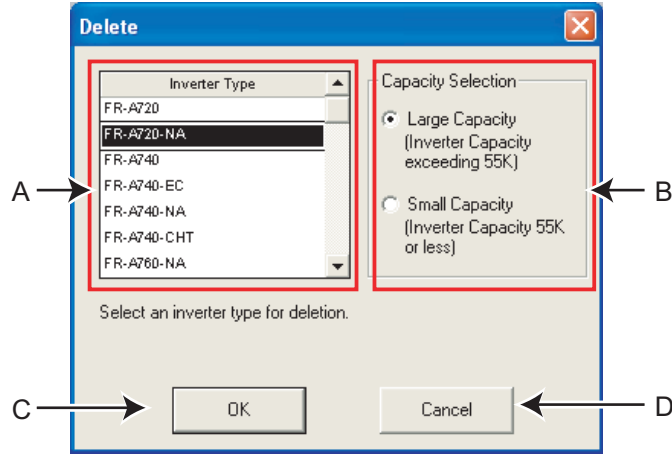 Delete
Inverter Type
FR-A720
FR-A720-NA
FR-A740
FR-A740-EC
FR-A740-NA
FR-A740-CHT
FR-A760-NA
Capacity Selection
Large Capacity
(Inverter Capacity
exceeding 55K)
Small Capacity
(Inverter Capacity 55K
or less)
A
B
Select an inverter type for deletion.
C
OK
Cancel
D